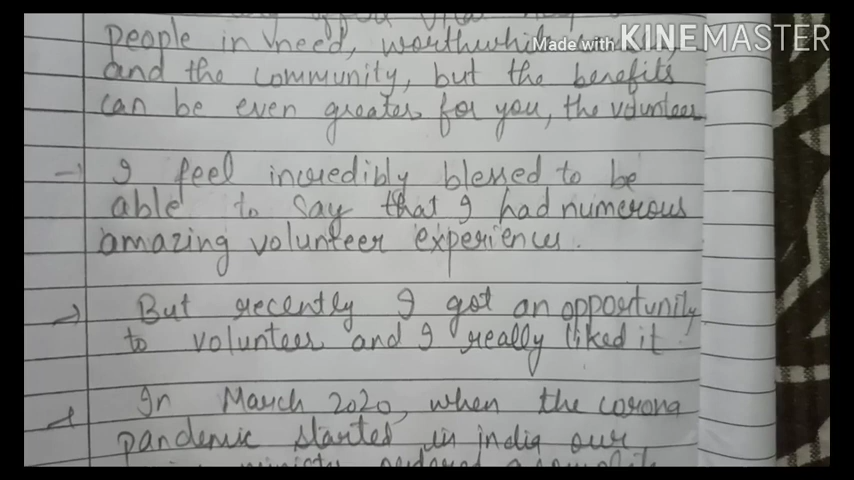 people in need, worthwhile
Made with KINEMASTER
and the community, but the benefits
can be even greater for you, the volunteer
→ I feel incredibly blessed to be
able to say that I had numerous
amazing volunteer experiences.
→ But recently I got an opportunity
to volunteer and I really liked it
In March 2020, when the corona
pandemic started in india our